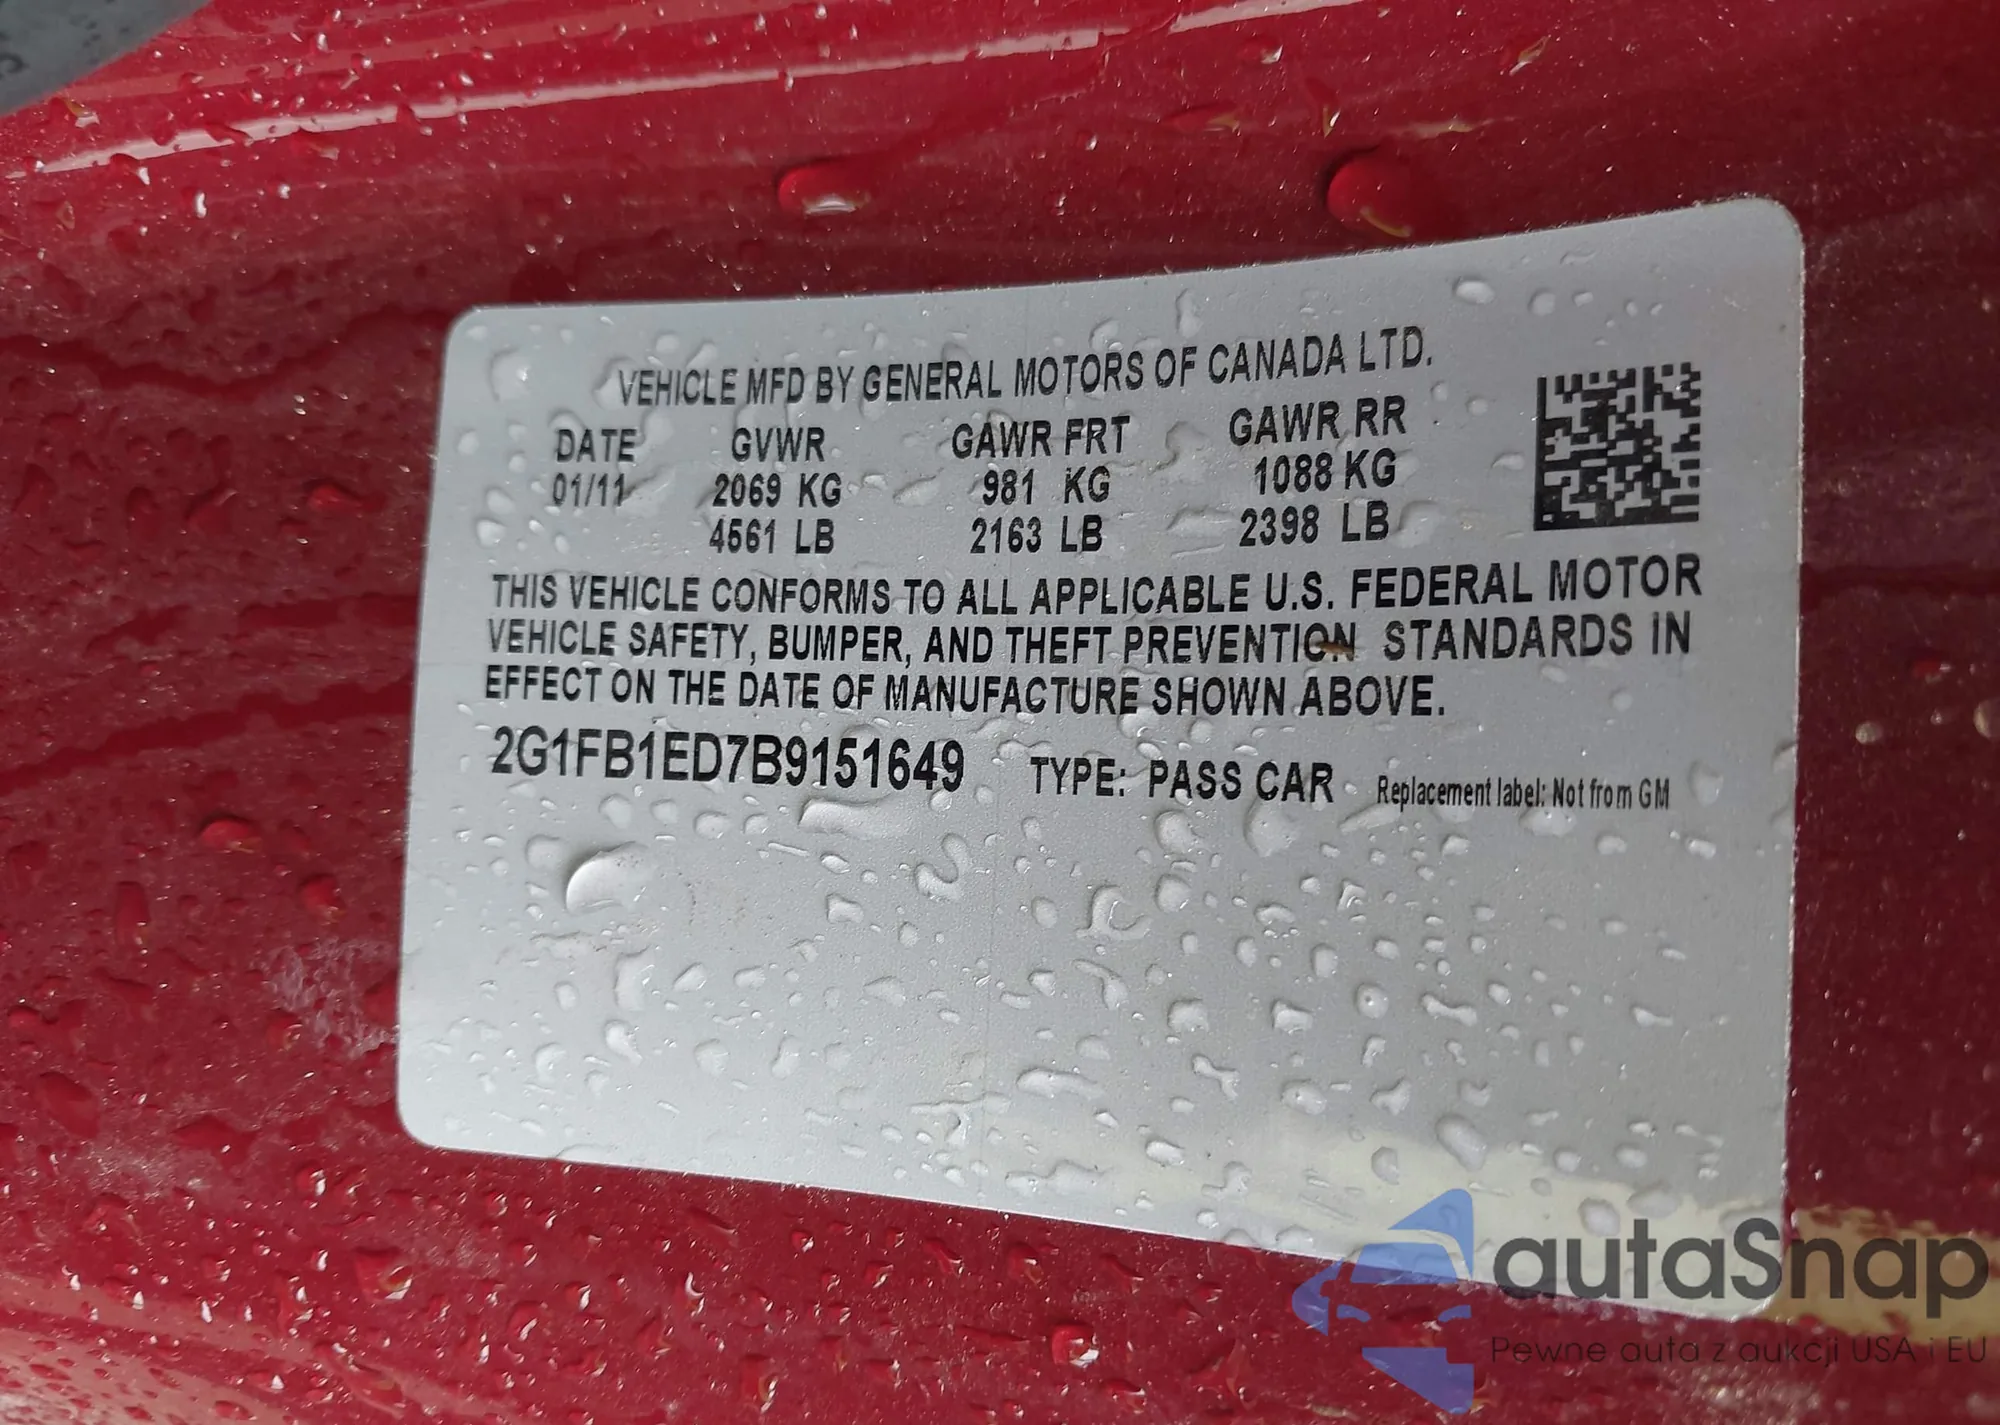 VEHICLE MFD BY GENERAL MOTORS OF CANADA LTD.
DATE GVWR GAWR FRT GAWR RR
01/11 2069 KG 981 KG 1088 KG
4561 LB 2163 LB 2398 LB
THIS VEHICLE CONFORMS TO ALL APPLICABLE U.S. FEDERAL MOTOR
VEHICLE SAFETY, BUMPER, AND THEFT PREVENTION STANDARDS IN
EFFECT ON THE DATE OF MANUFACTURE SHOWN ABOVE.
2G1FB1ED7B9151649 TYPE: PASS CAR Replacement label: Not from GM
autaSnap
Pewne auta z aukcji USA i EU